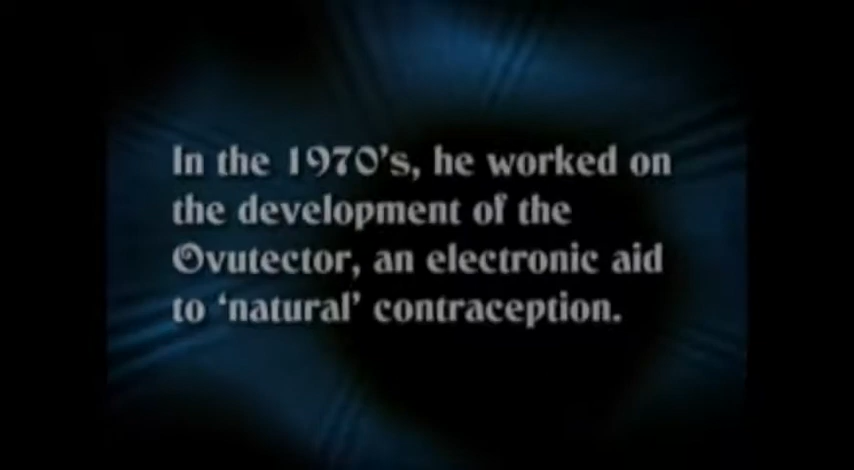 In the 1970's, he worked on
the development of the
Ovutector, an electronic aid
to 'natural' contraception.